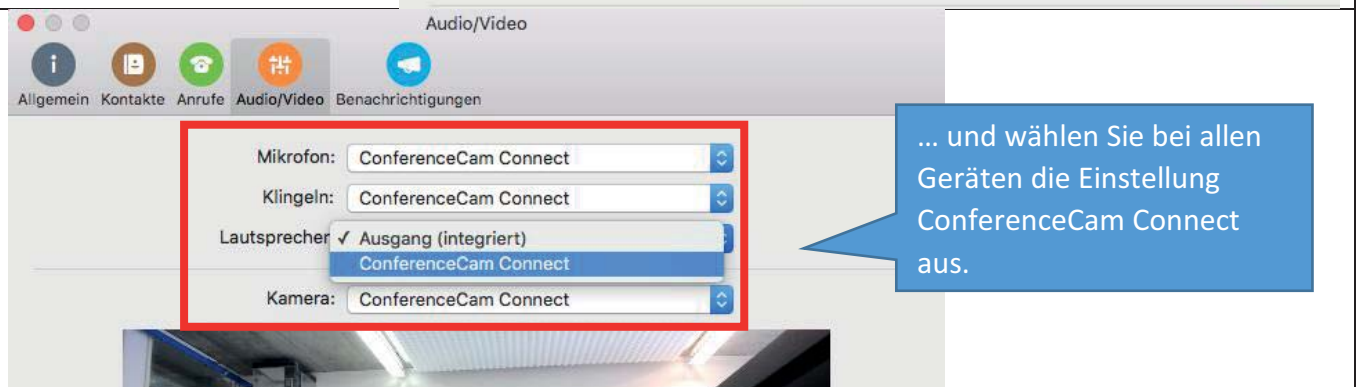 Audio/Video
Allgemein Kontakte Anrufe Audio/Video Benachrichtigungen
Mikrofon: ConferenceCam Connect
Klingeln: ConferenceCam Connect
Lautsprecher ✓ Ausgang (integriert)
ConferenceCam Connect
Kamera: ConferenceCam Connect
... und wählen Sie bei allen
Geräten die Einstellung
ConferenceCam Connect
aus.